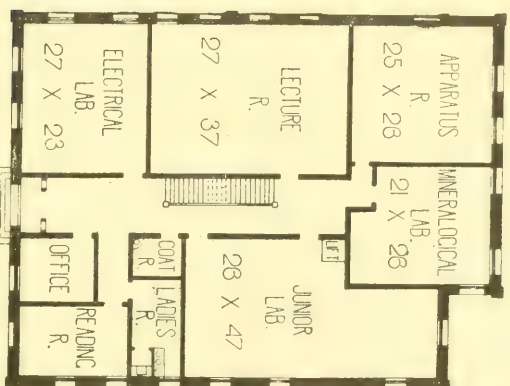 ELECTRICAL
LAB.
27 X 23
LECTURE
R.
27 X 37
APPARATUS
R.
25 X 28
MINERALOGICAL
LAB.
21 X 28
OFFICE
READING
R.
COAT
R
LADIES
R.
JUNIOR
LAB.
28 X 47
LIFT